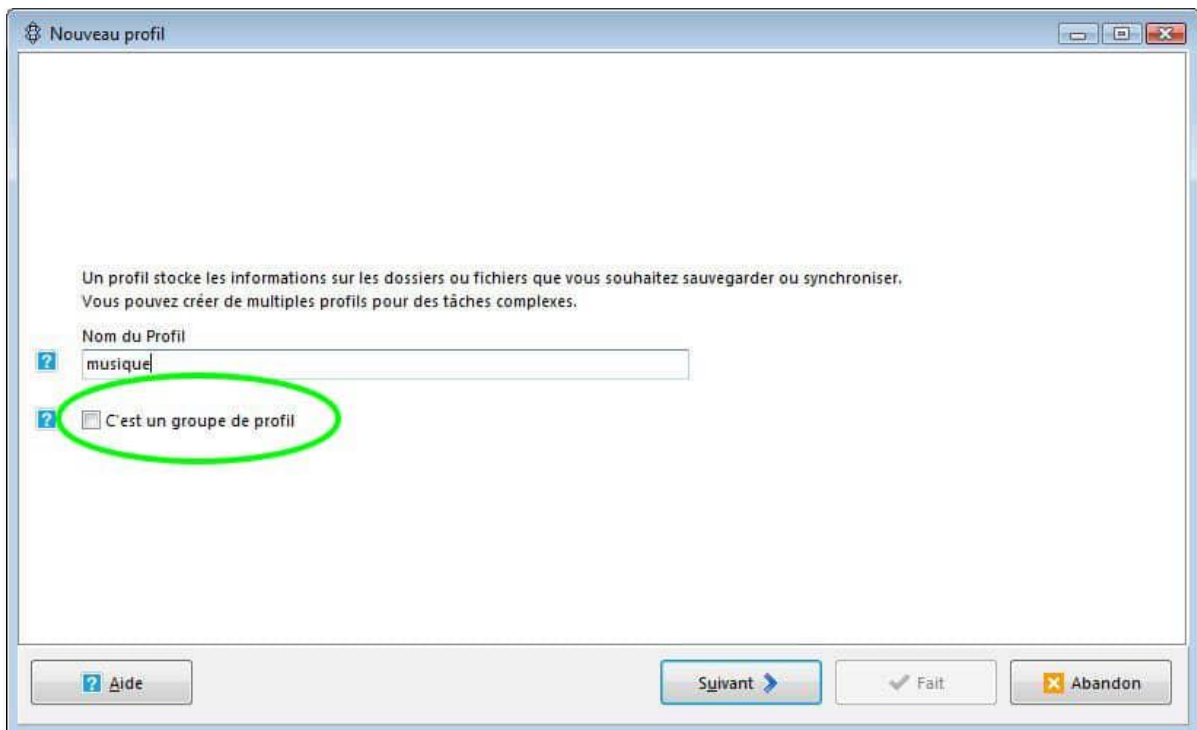 Nouveau profil
Un profil stocke les informations sur les dossiers ou fichiers que vous souhaitez sauvegarder ou synchroniser.
Vous pouvez créer de multiples profils pour des tâches complexes.
Nom du Profil
? musique
? C'est un groupe de profil
? Aide Suivant Fait Abandon